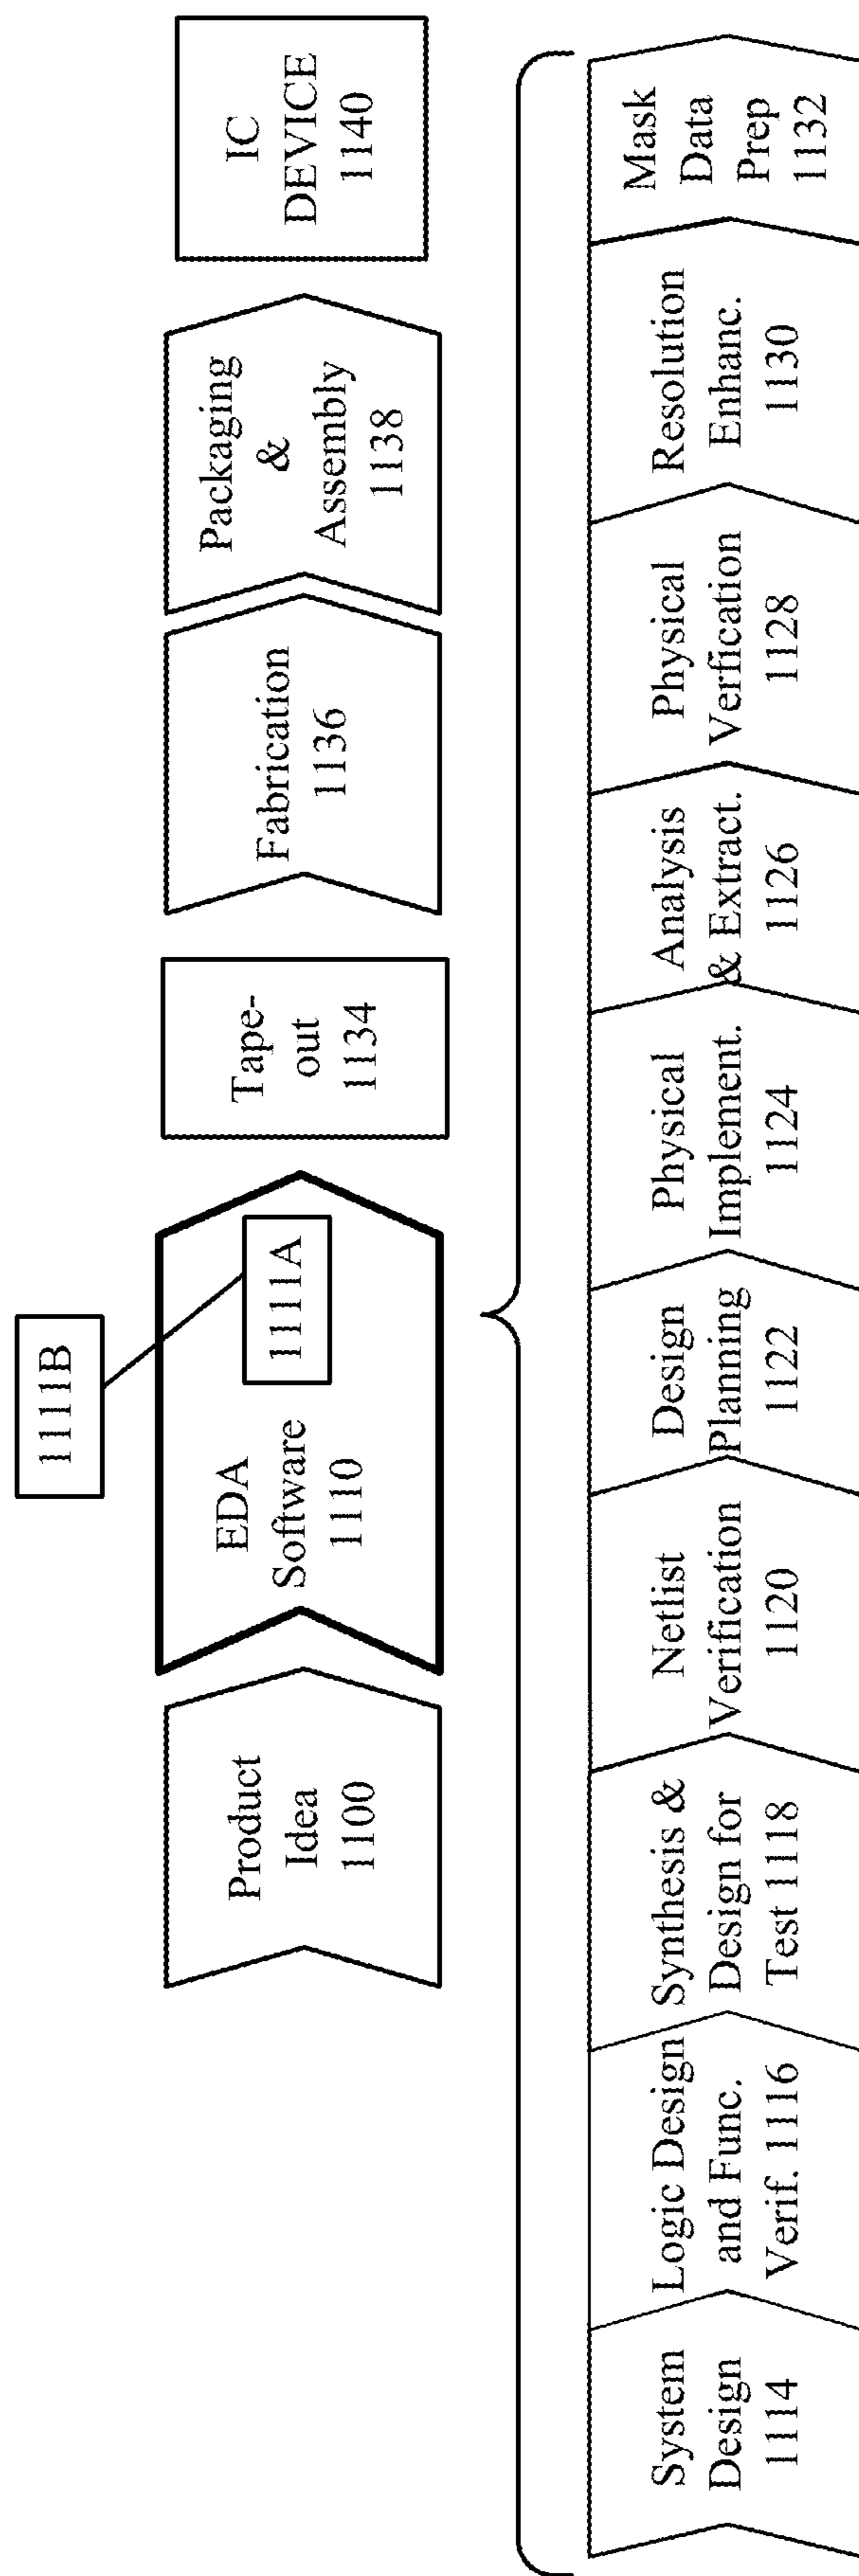 1111B
Product
Idea
1100
EDA
Software
1110
1111A
Tape-
out
1134
Fabrication
1136
Packaging
&
Assembly
1138
IC
DEVICE
1140
System
Design
1114
Logic Design
and Func.
Verif. 1116
Synthesis &
Design for
Test 1118
Netlist
Verification
1120
Design
Planning
1122
Physical
Implement.
1124
Analysis
& Extract.
1126
Physical
Verfication
1128
Resolution
Enhanc.
1130
Mask
Data
Prep
1132